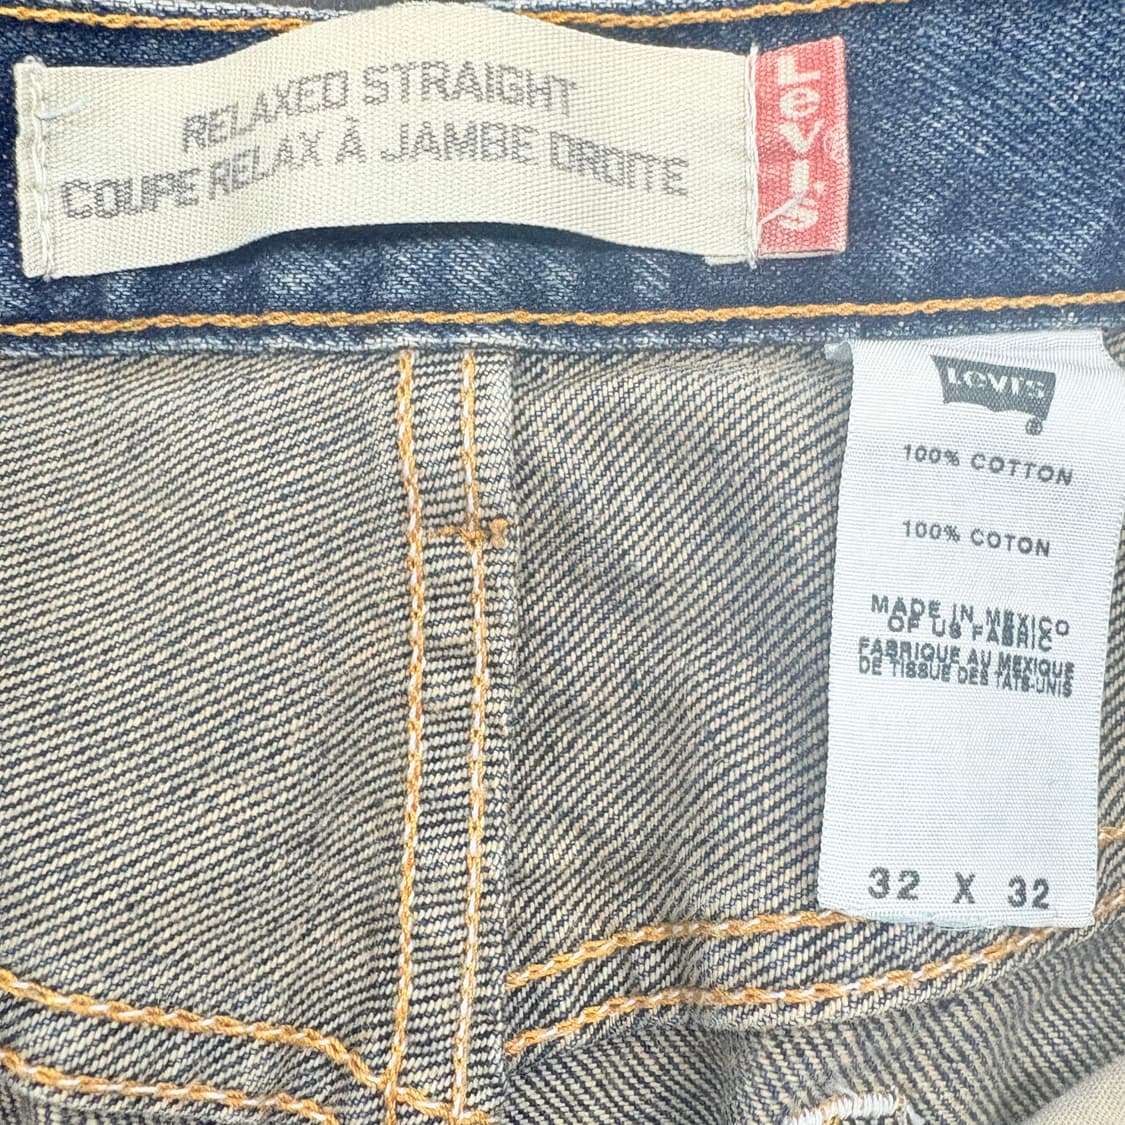 RELAXED STRAIGHT
COUPE RELAX À JAMBE DROITE
Levi's
Levi's
100% COTTON
100% COTON
MADE IN MEXICO
OF US FABRIC
FABRIQUE AU MEXIQUE
DE TISSUE DES TATS-UNIS
32 X 32